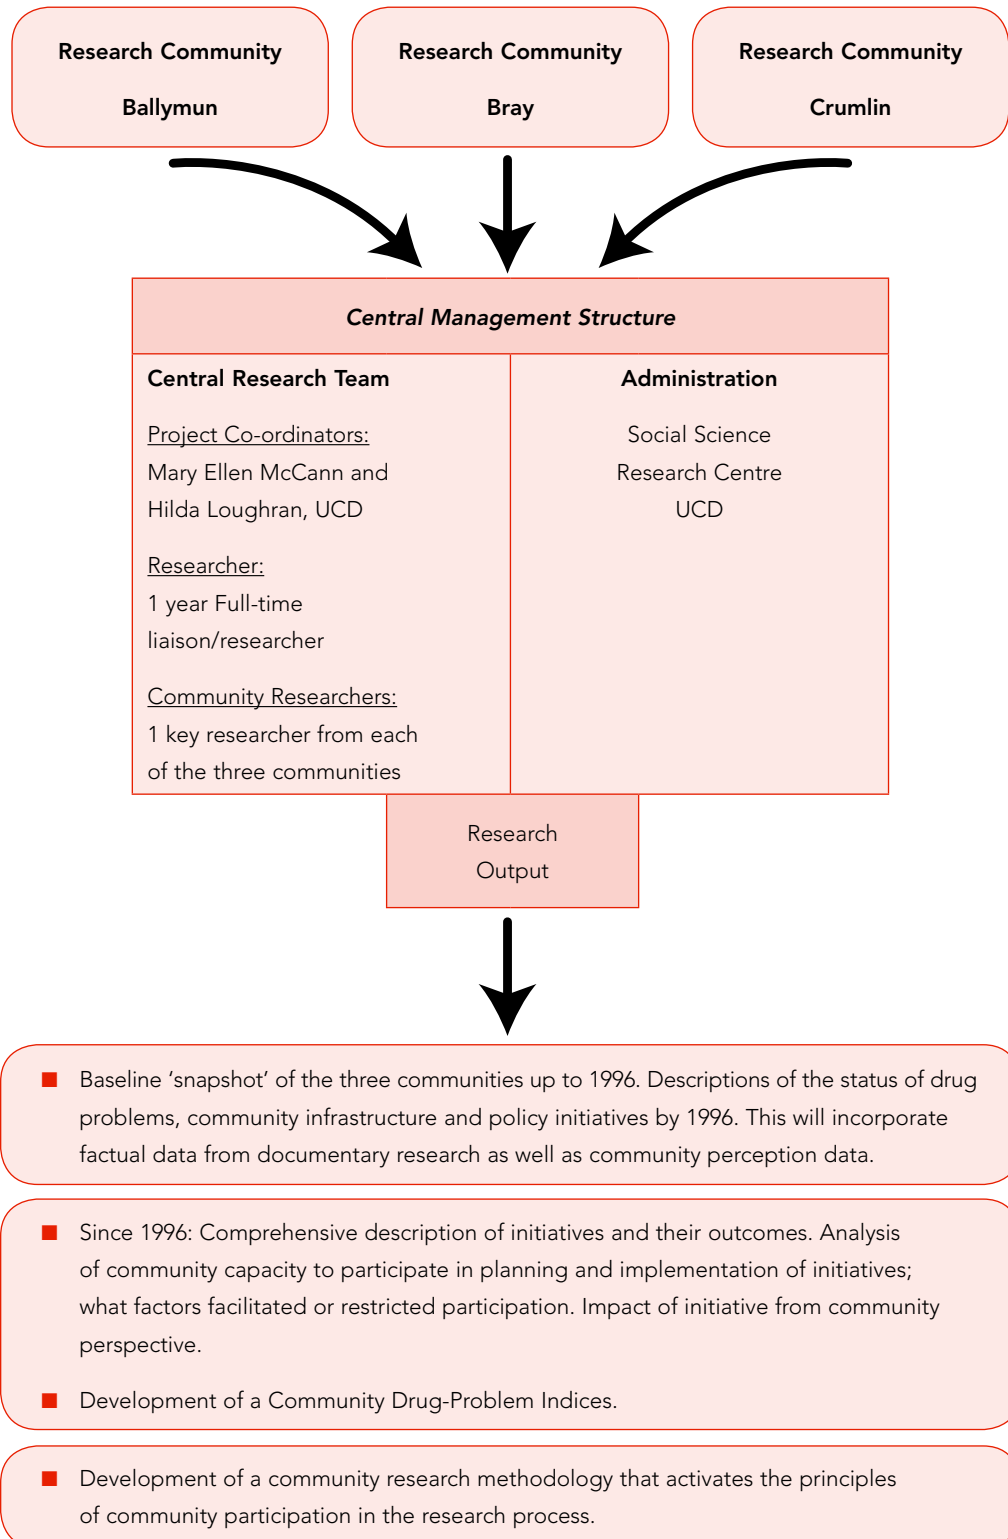 Research Community
Ballymun
Research Community
Bray
Research Community
Crumlin
Central Management Structure
Central Research Team
Project Co-ordinators:
Mary Ellen McCann and
Hilda Loughran, UCD
Researcher:
1 year Full-time
liaison/researcher
Community Researchers:
1 key researcher from each
of the three communities
Administration
Social Science
Research Centre
UCD
Research
Output
■ Baseline ‘snapshot’ of the three communities up to 1996. Descriptions of the status of drug
problems, community infrastructure and policy initiatives by 1996. This will incorporate
factual data from documentary research as well as community perception data.
■ Since 1996: Comprehensive description of initiatives and their outcomes. Analysis
of community capacity to participate in planning and implementation of initiatives;
what factors facilitated or restricted participation. Impact of initiative from community
perspective.
■ Development of a Community Drug-Problem Indices.
■ Development of a community research methodology that activates the principles
of community participation in the research process.